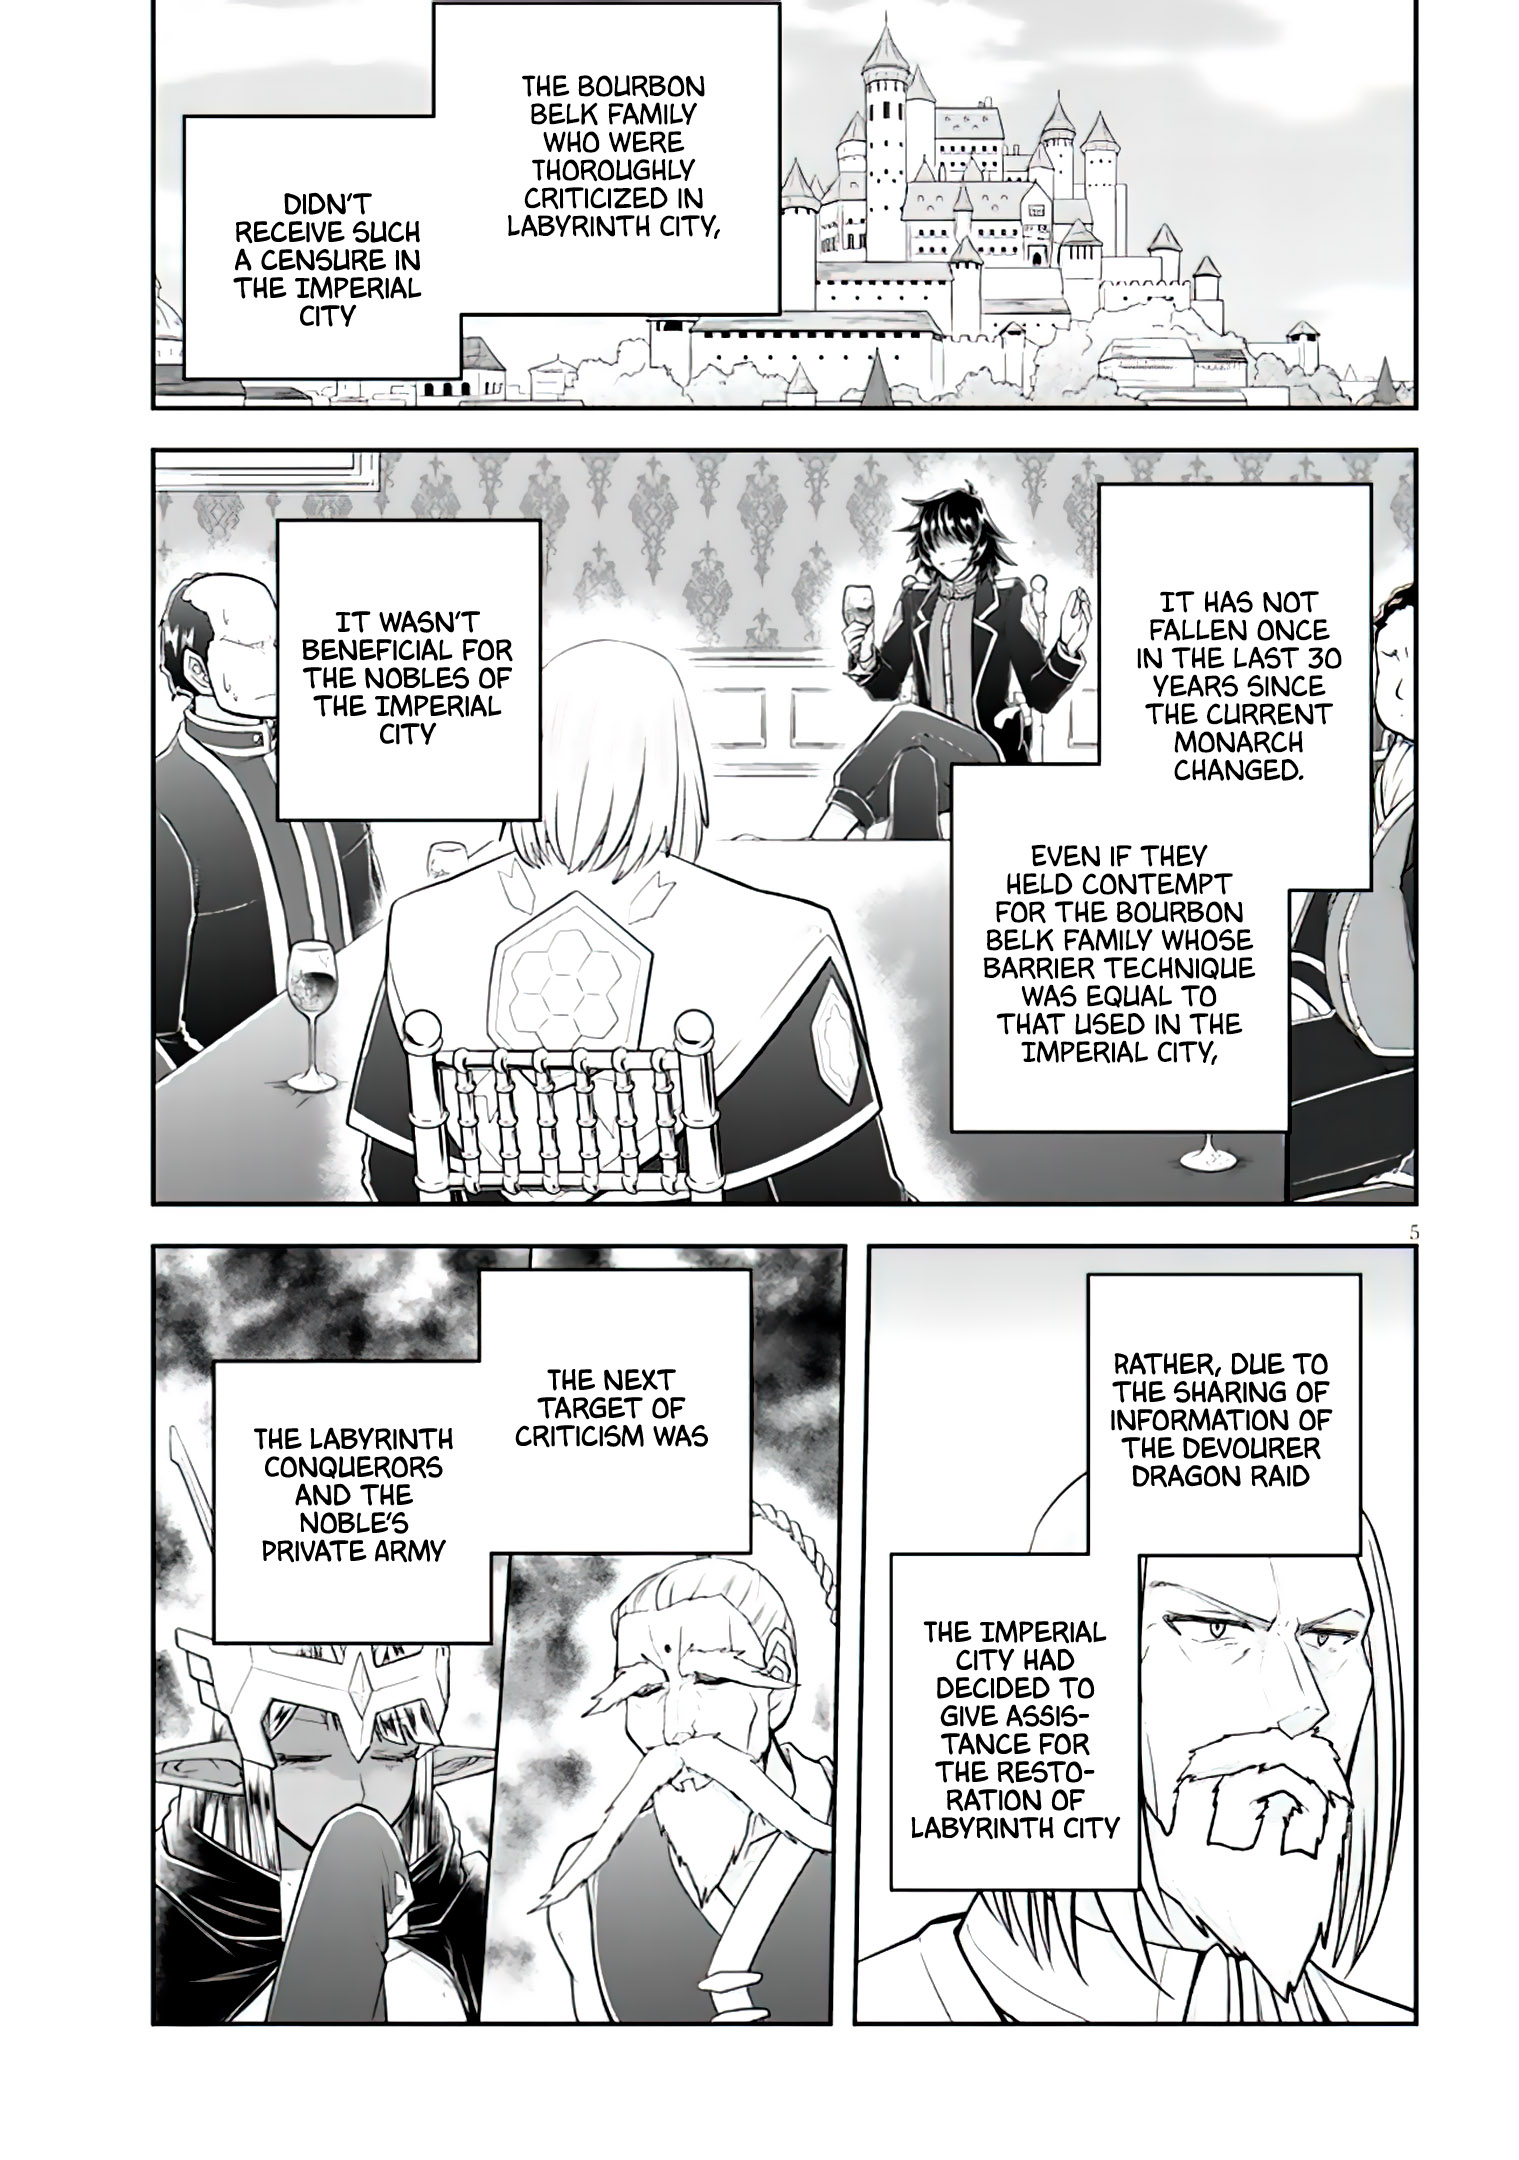 THE BOURBON
BELK FAMILY
WHO WERE
THOROUGHLY
CRITICIZED IN
LABYRINTH CITY,
DIDN'T
RECEIVE SUCH
A CENSURE IN
THE IMPERIAL
CITY
IT HAS NOT
FALLEN ONCE
IN THE LAST 30
YEARS SINCE
THE CURRENT
MONARCH
CHANGED.
EVEN IF THEY
HELD CONTEMPT
FOR THE BOURBON
BELK FAMILY WHOSE
BARRIER TECHNIQUE
WAS EQUAL TO
THAT USED IN THE
IMPERIAL CITY,
IT WASN'T
BENEFICIAL FOR
THE NOBLES OF
THE IMPERIAL
CITY
5
RATHER, DUE TO
THE SHARING OF
INFORMATION OF
THE DEVOURER
DRAGON RAID
THE IMPERIAL
CITY HAD
DECIDED TO
GIVE ASSIS-
TANCE FOR
THE RESTO-
RATION OF
LABYRINTH CITY
THE NEXT
TARGET OF
CRITICISM WAS
THE LABYRINTH
CONQUERORS
AND THE
NOBLE'S
PRIVATE ARMY